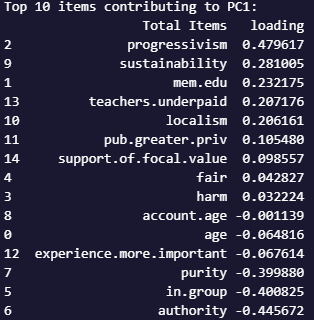 Top 10 items contributing to PC1:
Total Items loading
2 progressivism 0.479617
9 sustainability 0.281005
1 mem.edu 0.232175
13 teachers.underpaid 0.207176
10 localism 0.206161
11 pub.greater.priv 0.105480
14 support.of.focal.value 0.098557
4 fair 0.042827
3 harm 0.032224
8 account.age -0.001139
0 age -0.064816
12 experience.more.important -0.067614
7 purity -0.399880
5 in.group -0.400825
6 authority -0.445672